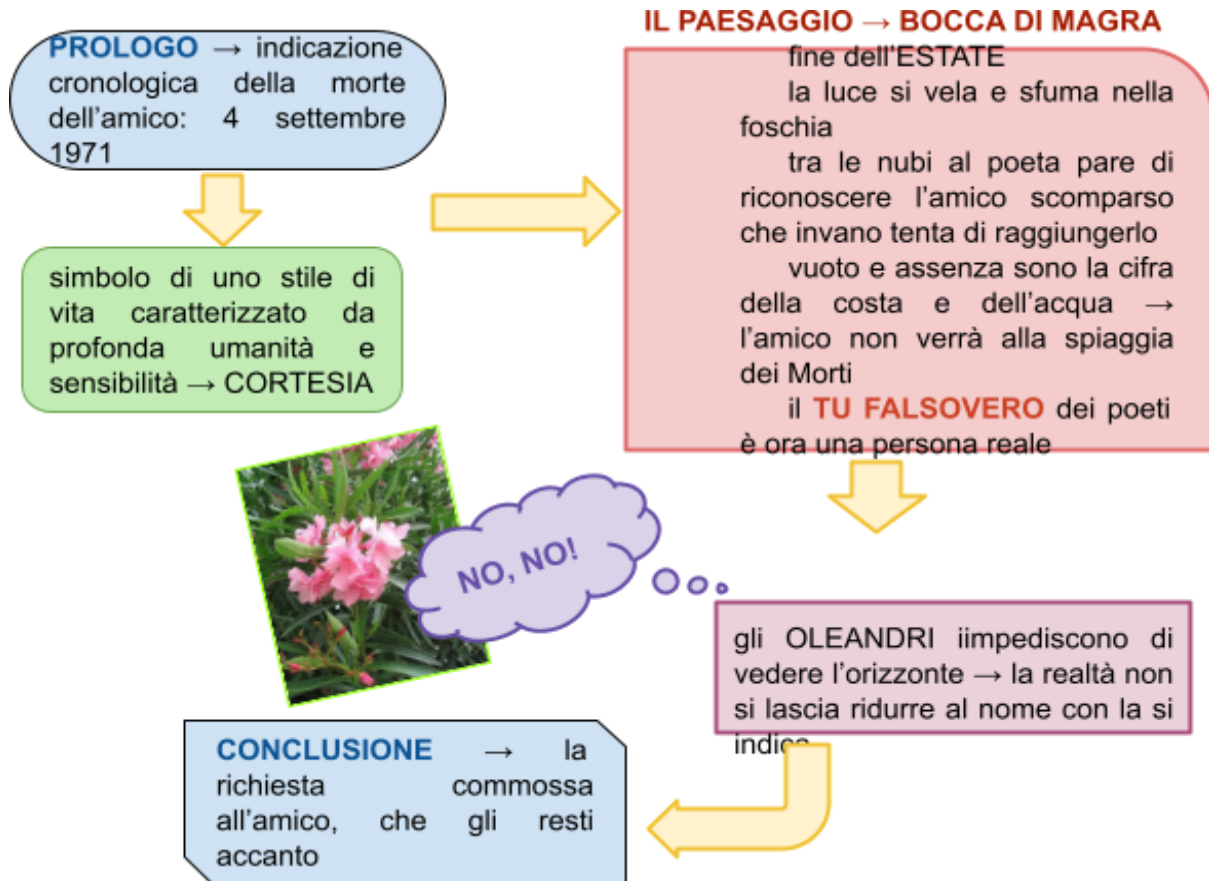 PROLOGO → indicazione
cronologica della morte
dell'amico: 4 settembre
1971
simbolo di uno stile di
vita caratterizzato da
profonda umanità e
sensibilità → CORTESIA
IL PAESAGGIO → BOCCA DI MAGRA
fine dell'ESTATE
la luce si vela e sfuma nella
foschia
tra le nubi al poeta pare di
riconoscere l'amico scomparso
che invano tenta di raggiungerlo
vuoto e assenza sono la cifra
della costa e dell'acqua →
l'amico non verrà alla spiaggia
dei Morti
il TU FALSOVERO dei poeti
è ora una persona reale
NO, NO!
gli OLEANDRI iimpediscono di
vedere l'orizzonte → la realtà non
si lascia ridurre al nome con la si
indica
CONCLUSIONE → la
richiesta commossa
all'amico, che gli resti
accanto